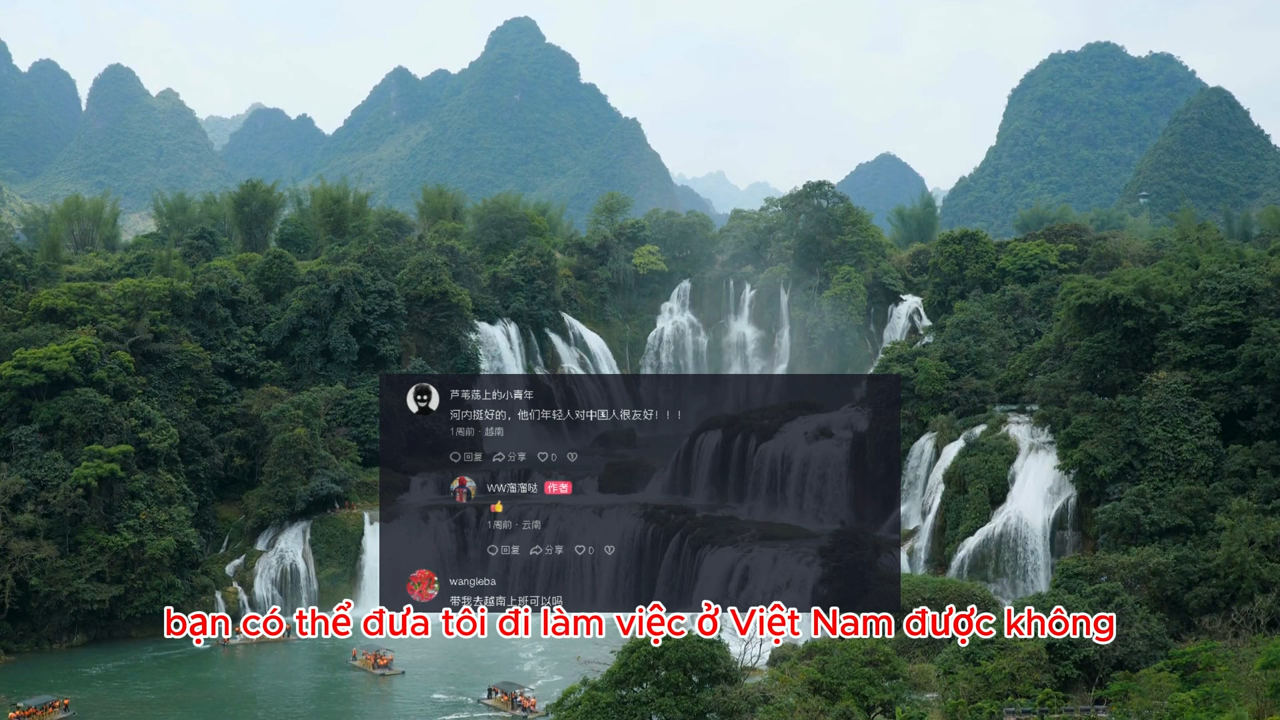 芦苇荡上的小青年
河内挺好的，他们年轻人对中国人很友好！！！
1周前 · 越南
回复 分享 0
WW溜溜哒 作者
👍
1周前 · 云南
回复 分享 0
wangleba
带我去越南上班可以吗
bạn có thể đưa tôi đi làm việc ở Việt Nam được không